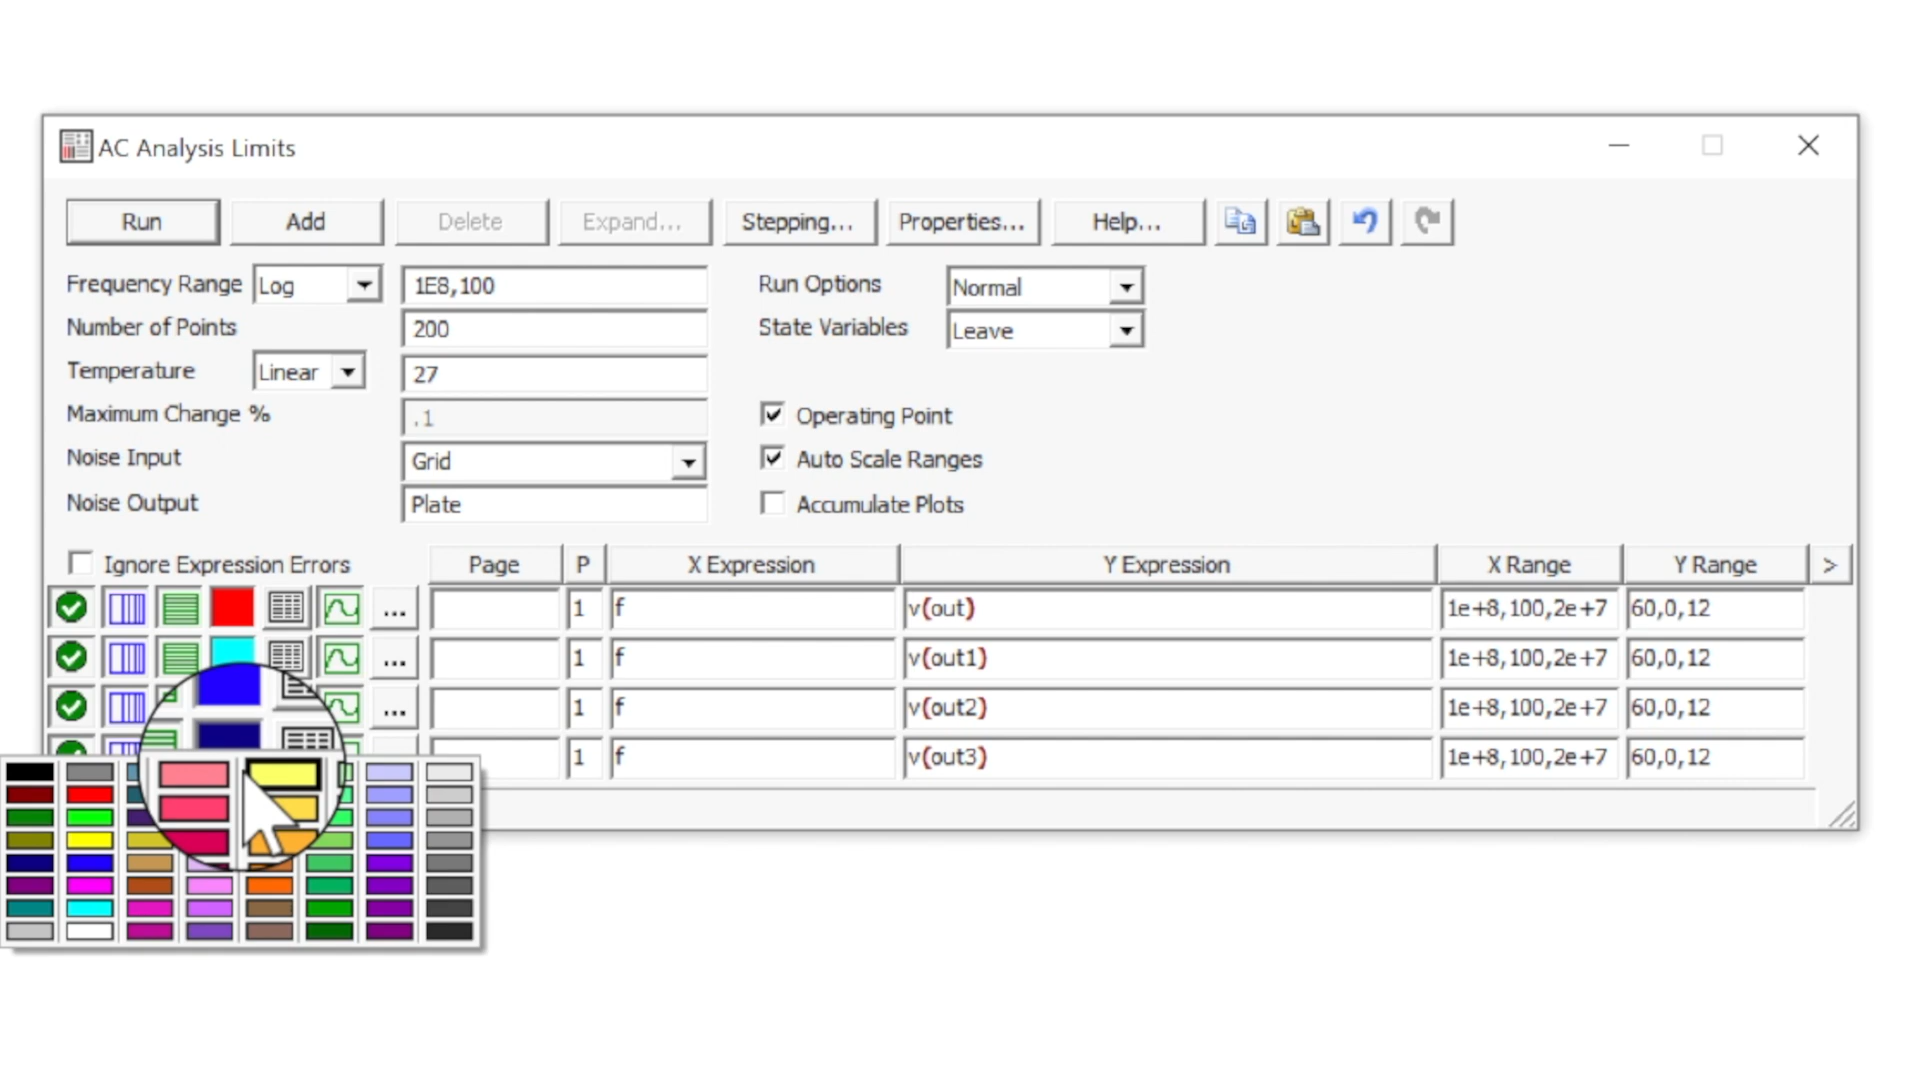 AC Analysis Limits
Run Add Delete Expand... Stepping... Properties... Help...
Frequency Range Log 1E8,100 Run Options Normal
Number of Points 200 State Variables Leave
Temperature Linear 27
Maximum Change % .1 Operating Point
Noise Input Grid Auto Scale Ranges
Noise Output Plate Accumulate Plots
Ignore Expression Errors Page P X Expression Y Expression X Range Y Range >
... 1 f v(out) 1e+8,100,2e+7 60,0,12
... 1 f v(out1) 1e+8,100,2e+7 60,0,12
... 1 f v(out2) 1e+8,100,2e+7 60,0,12
1 f v(out3) 1e+8,100,2e+7 60,0,12